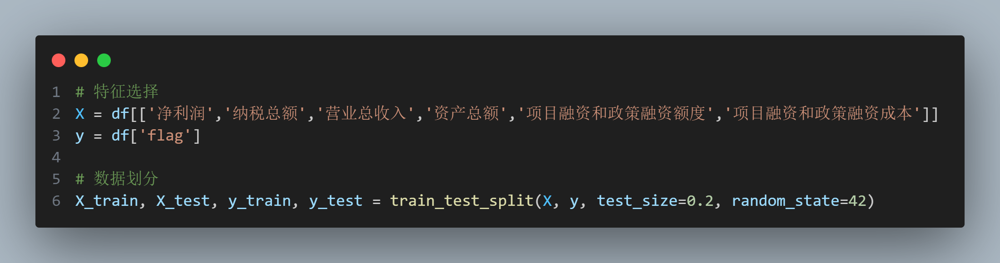 1 # 特征选择
2 X = df[['净利润','纳税总额','营业总收入','资产总额','项目融资和政策融资额度','项目融资和政策融资成本']]
3 y = df['flag']
4
5 # 数据划分
6 X_train, X_test, y_train, y_test = train_test_split(X, y, test_size=0.2, random_state=42)